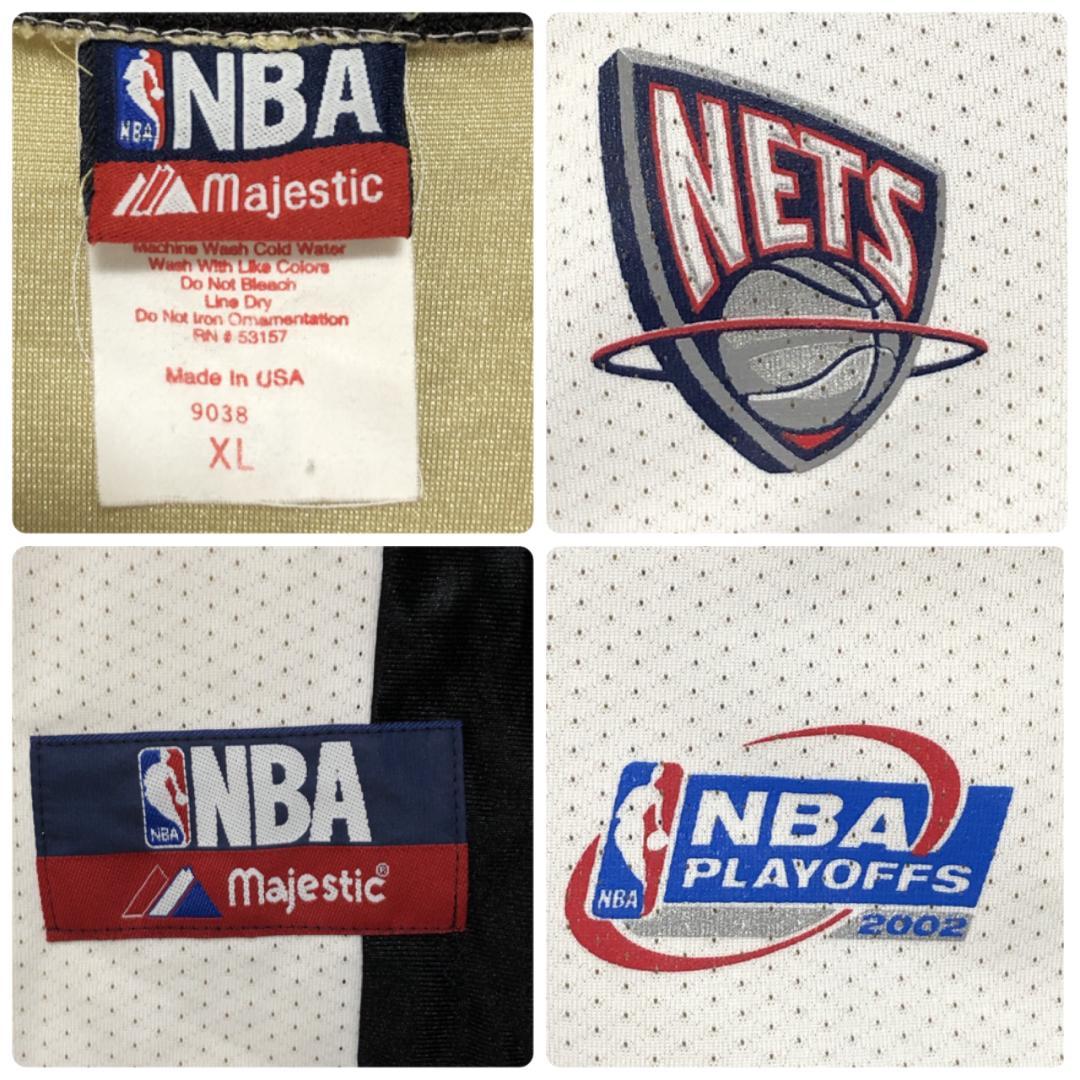 NBA
NBA
Majestic
Machine Wash Cold Water
Wash With Like Colors
Do Not Bleach
Line Dry
Do Not Iron Ornamentation
RN # 53157
Made In USA
9038
XL
NETS
NBA
NBA
Majestic®
NBA
PLAYOFFS
NBA
2002